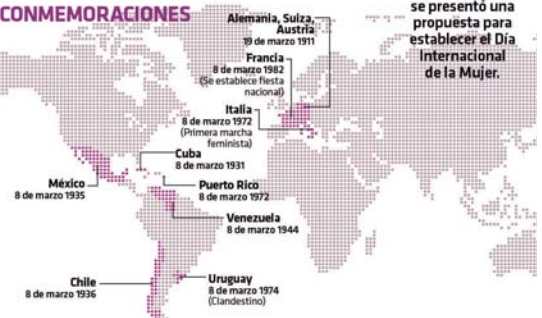 CONMEMORACIONES
se presentó una
propuesta para
establecer el Día
Internacional
de la Mujer.
Alemania, Suiza,
Austria
19 de marzo 1911
Francia
8 de marzo 1982
(Se establece fiesta
nacional)
Italia
8 de marzo 1972
(Primera marcha
feminista)
Cuba
8 de marzo 1931
México
8 de marzo 1935
Puerto Rico
8 de marzo 1972
Venezuela
8 de marzo 1944
Chile
8 de marzo 1936
Uruguay
8 de marzo 1974
(Clandestino)